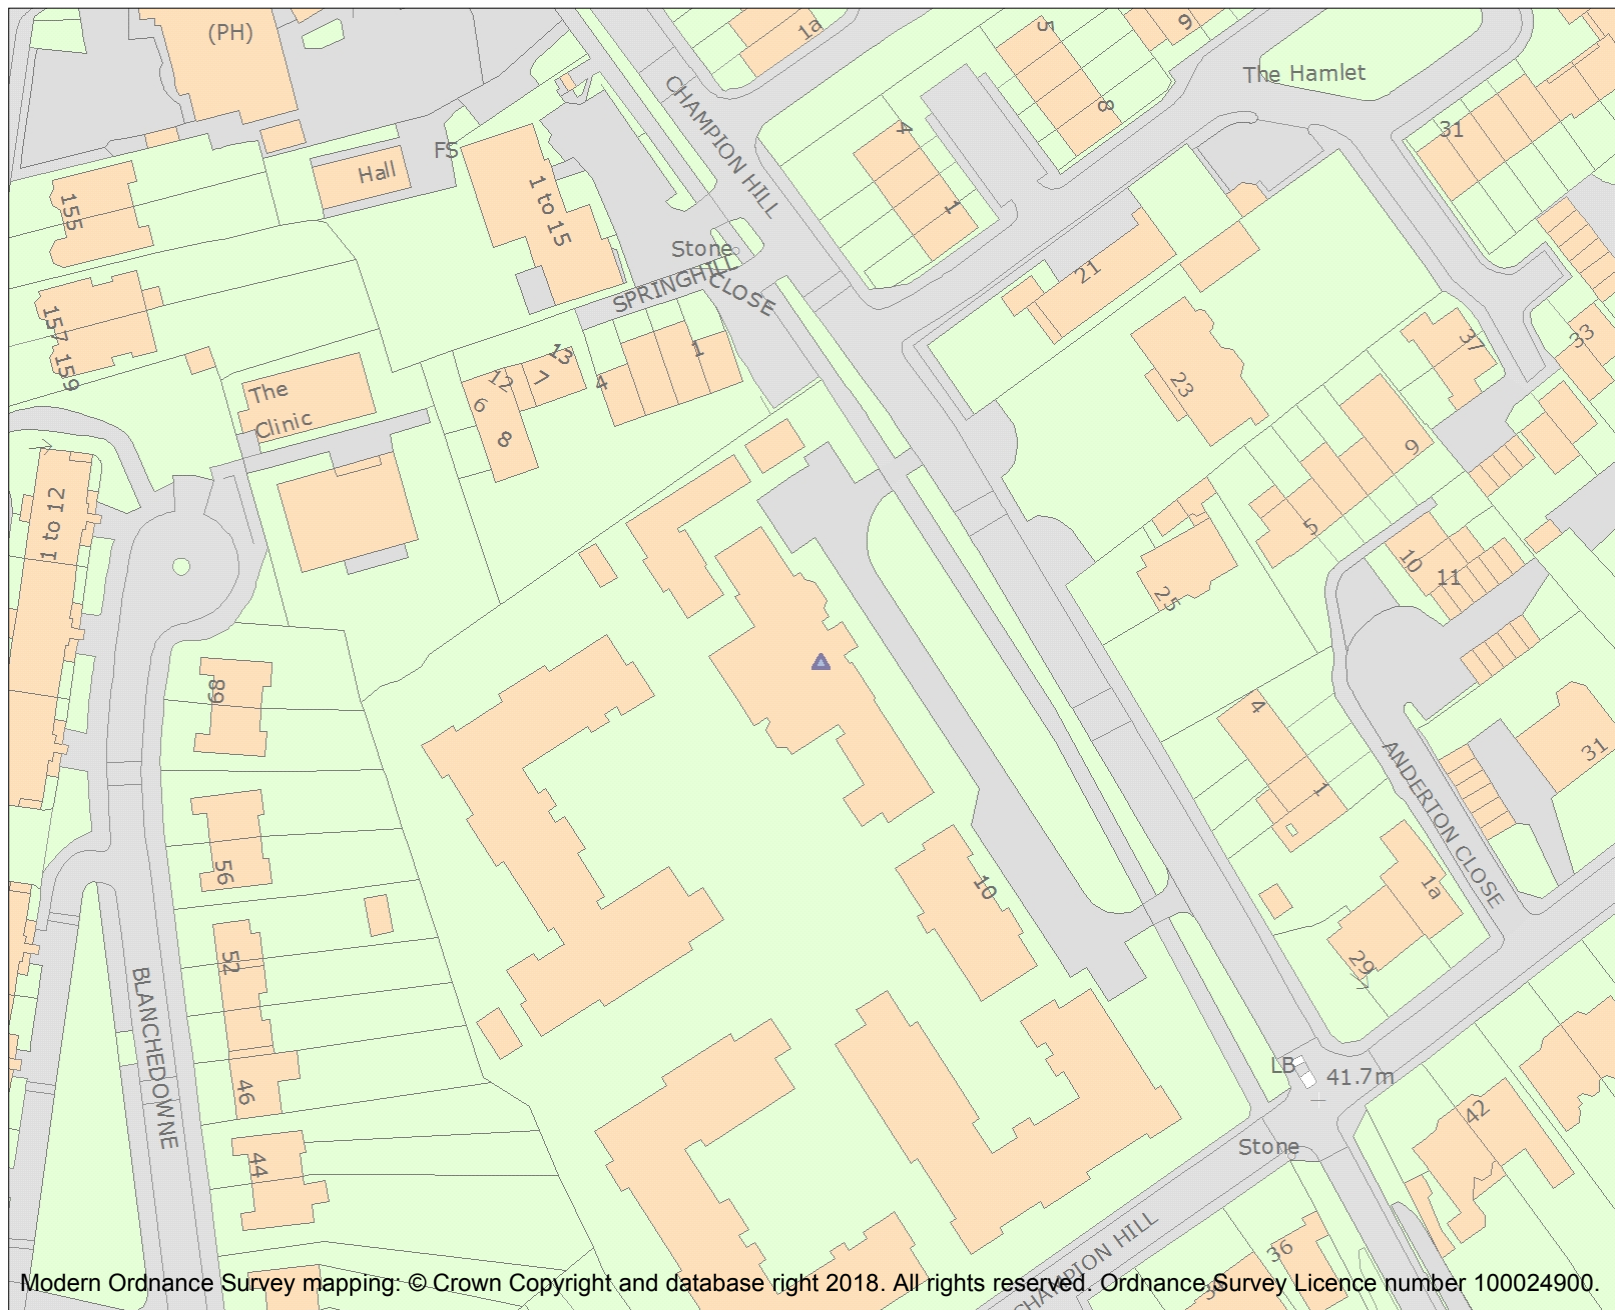 (PH)
1a
5
9
CHAMPION HILL
The Hamlet
8
31
4
FS
Hall
1 to 15
1
155
Stone
SPRINGHILL
CLOSE
21
157
159
13
12
7
6
8
4
1
The
Clinic
23
37
33
9
5
1 to 12
10
11
25
68
4
31
1
ANDERTON CLOSE
56
10
1a
52
29
BLANCHEDOWNE
46
LB
41.7m
42
Stone
44
CHAMPION HILL
36
Modern Ordnance Survey mapping: © Crown Copyright and database right 2018. All rights reserved. Ordnance Survey Licence number 100024900.